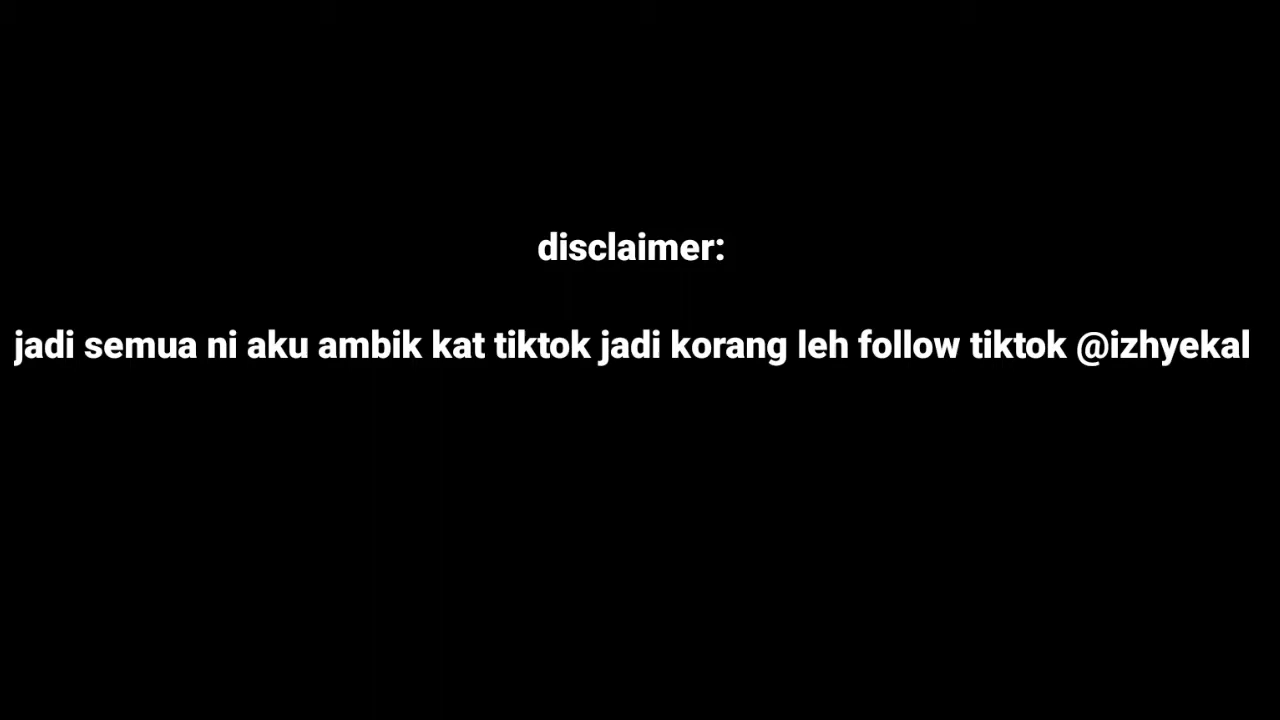 disclaimer:
jadi semua ni aku ambik kat tiktok jadi korang leh follow tiktok @izhyekal